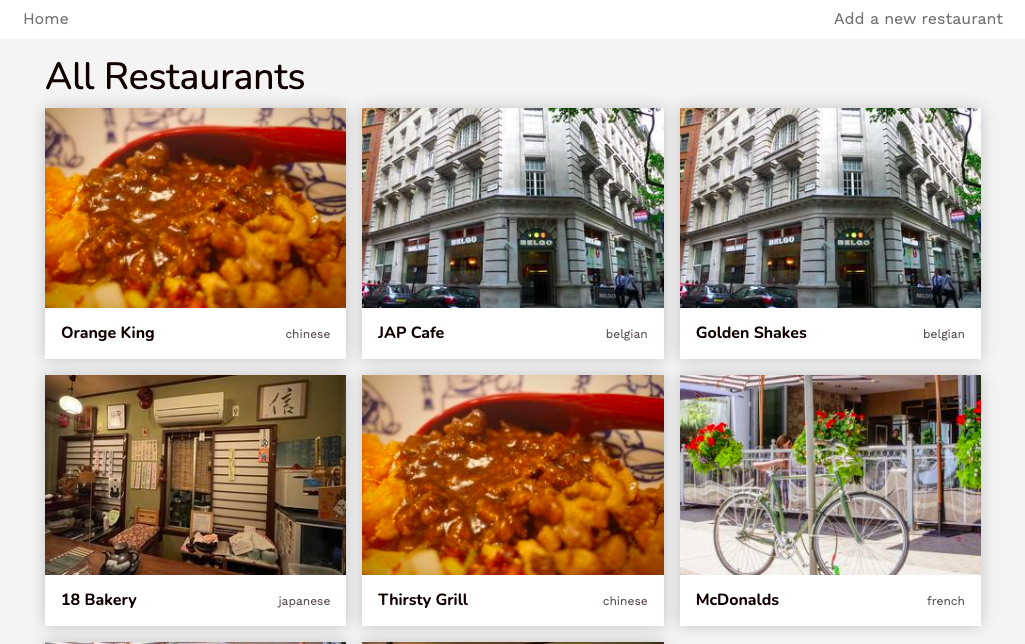 Home
Add a new restaurant
All Restaurants
BELGO
BELGO
BELGO
BELGO
BELGO
BELGO
Orange King
chinese
JAP Cafe
belgian
Golden Shakes
belgian
信
18 Bakery
japanese
Thirsty Grill
chinese
McDonalds
french